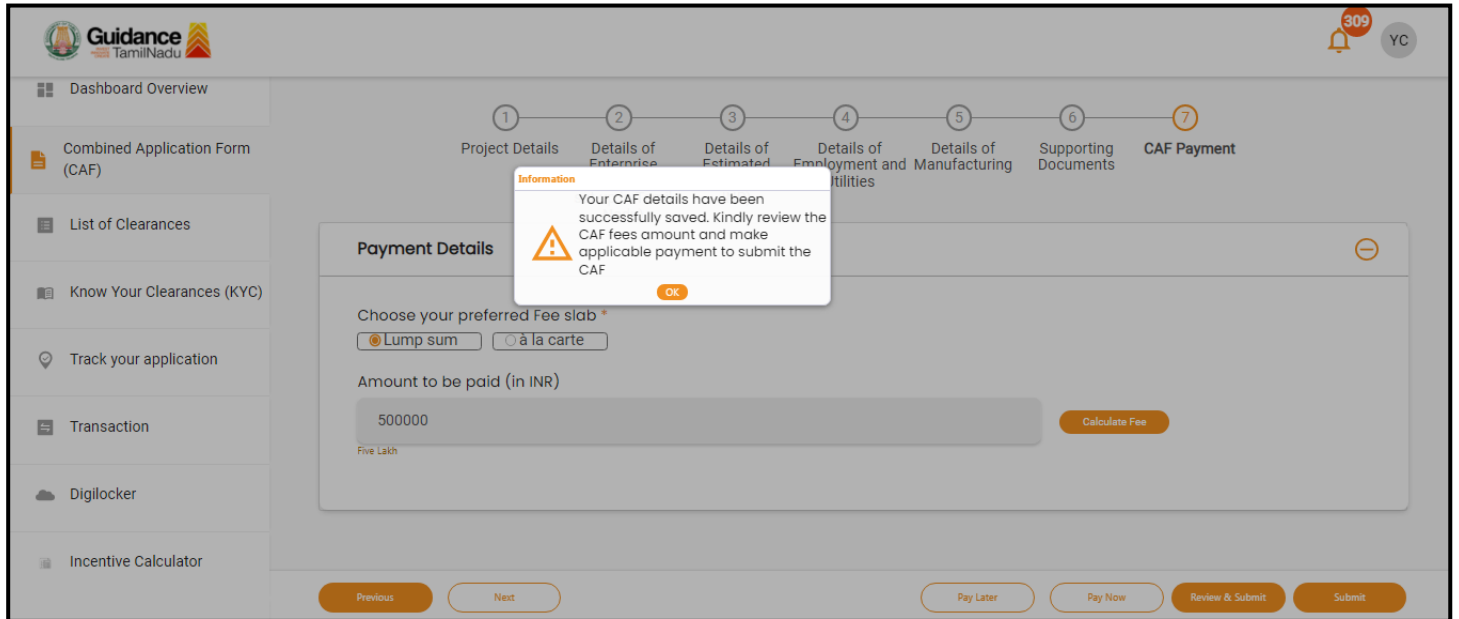 Guidance
TamilNadu
309
YC
Dashboard Overview
Combined Application Form
(CAF)
List of Clearances
Know Your Clearances (KYC)
Track your application
Transaction
Digilocker
Incentive Calculator
1
2
3
4
5
6
7
Project Details
Details of
Enterprise
Details of
Estimated
Details of
Employment and
Utilities
Details of
Manufacturing
Supporting
Documents
CAF Payment
Information
Your CAF details have been
successfully saved. Kindly review the
CAF fees amount and make
applicable payment to submit the
CAF
OK
Payment Details
Choose your preferred Fee slab *
Lump sum
à la carte
Amount to be paid (in INR)
500000
Calculate Fee
Five Lakh
Previous
Next
Pay Later
Pay Now
Review & Submit
Submit